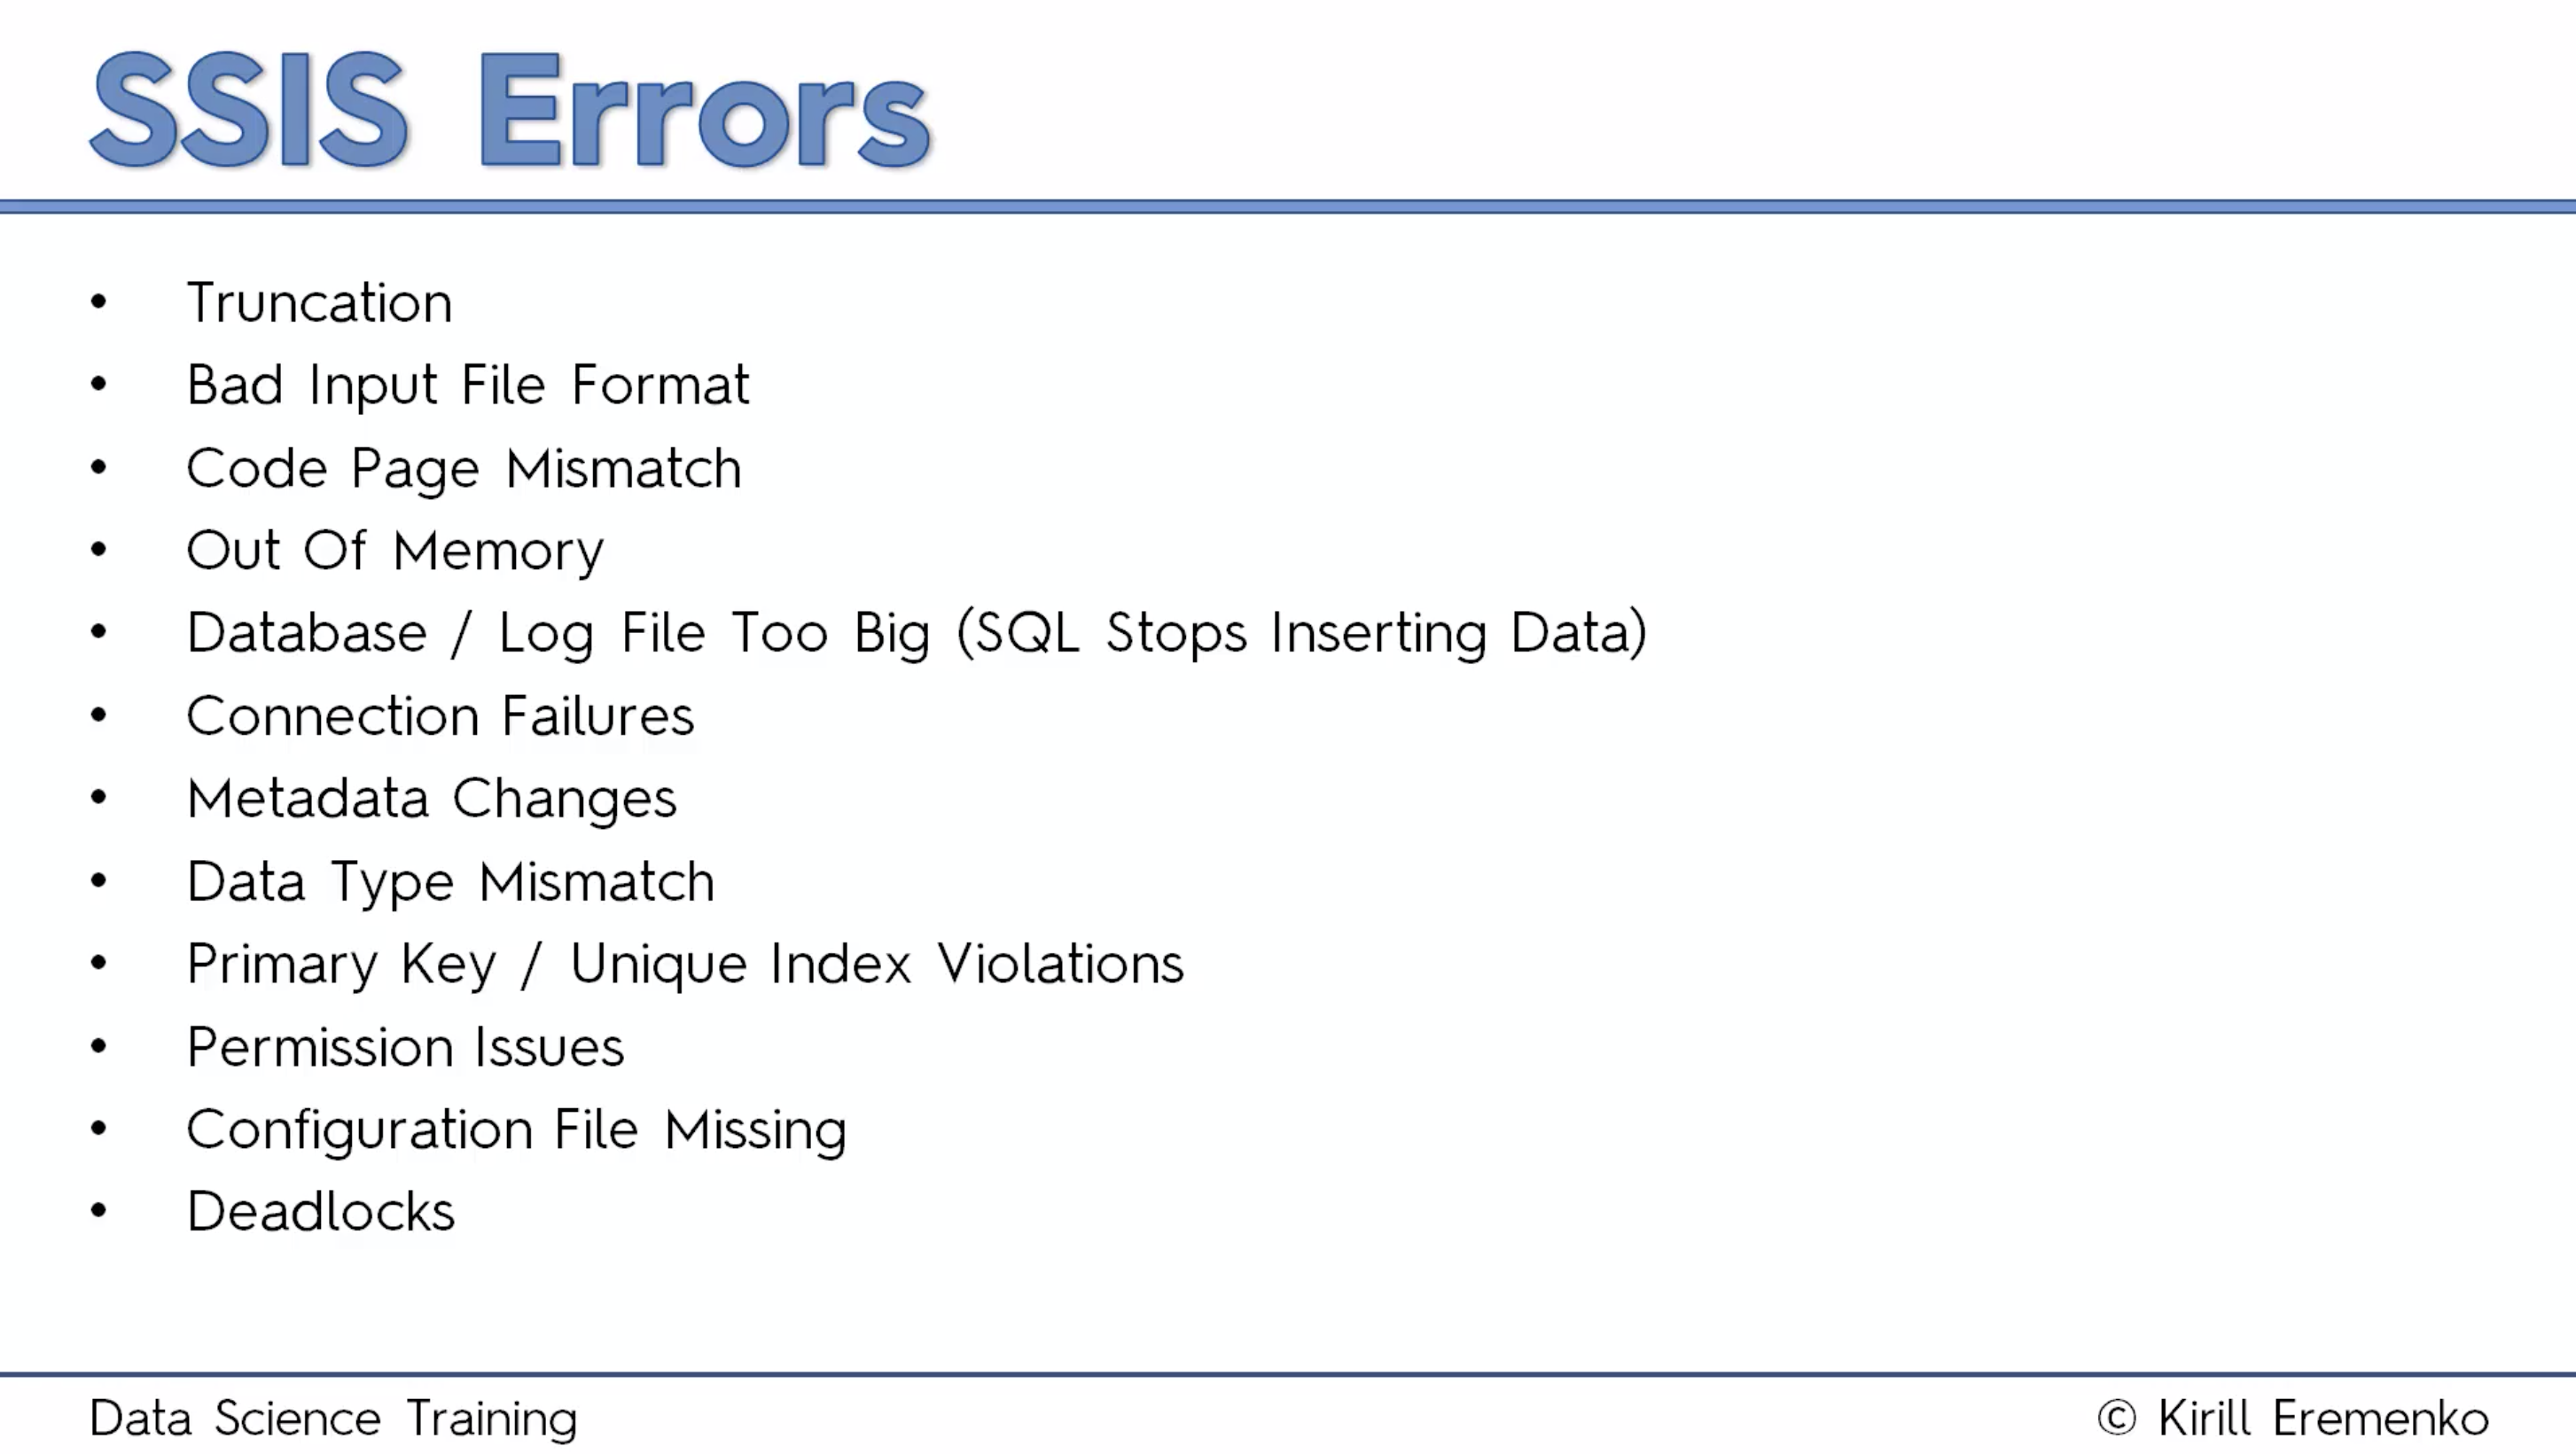 SSIS Errors
• Truncation
• Bad Input File Format
• Code Page Mismatch
• Out Of Memory
• Database / Log File Too Big (SQL Stops Inserting Data)
• Connection Failures
• Metadata Changes
• Data Type Mismatch
• Primary Key / Unique Index Violations
• Permission Issues
• Configuration File Missing
• Deadlocks
Data Science Training
© Kirill Eremenko